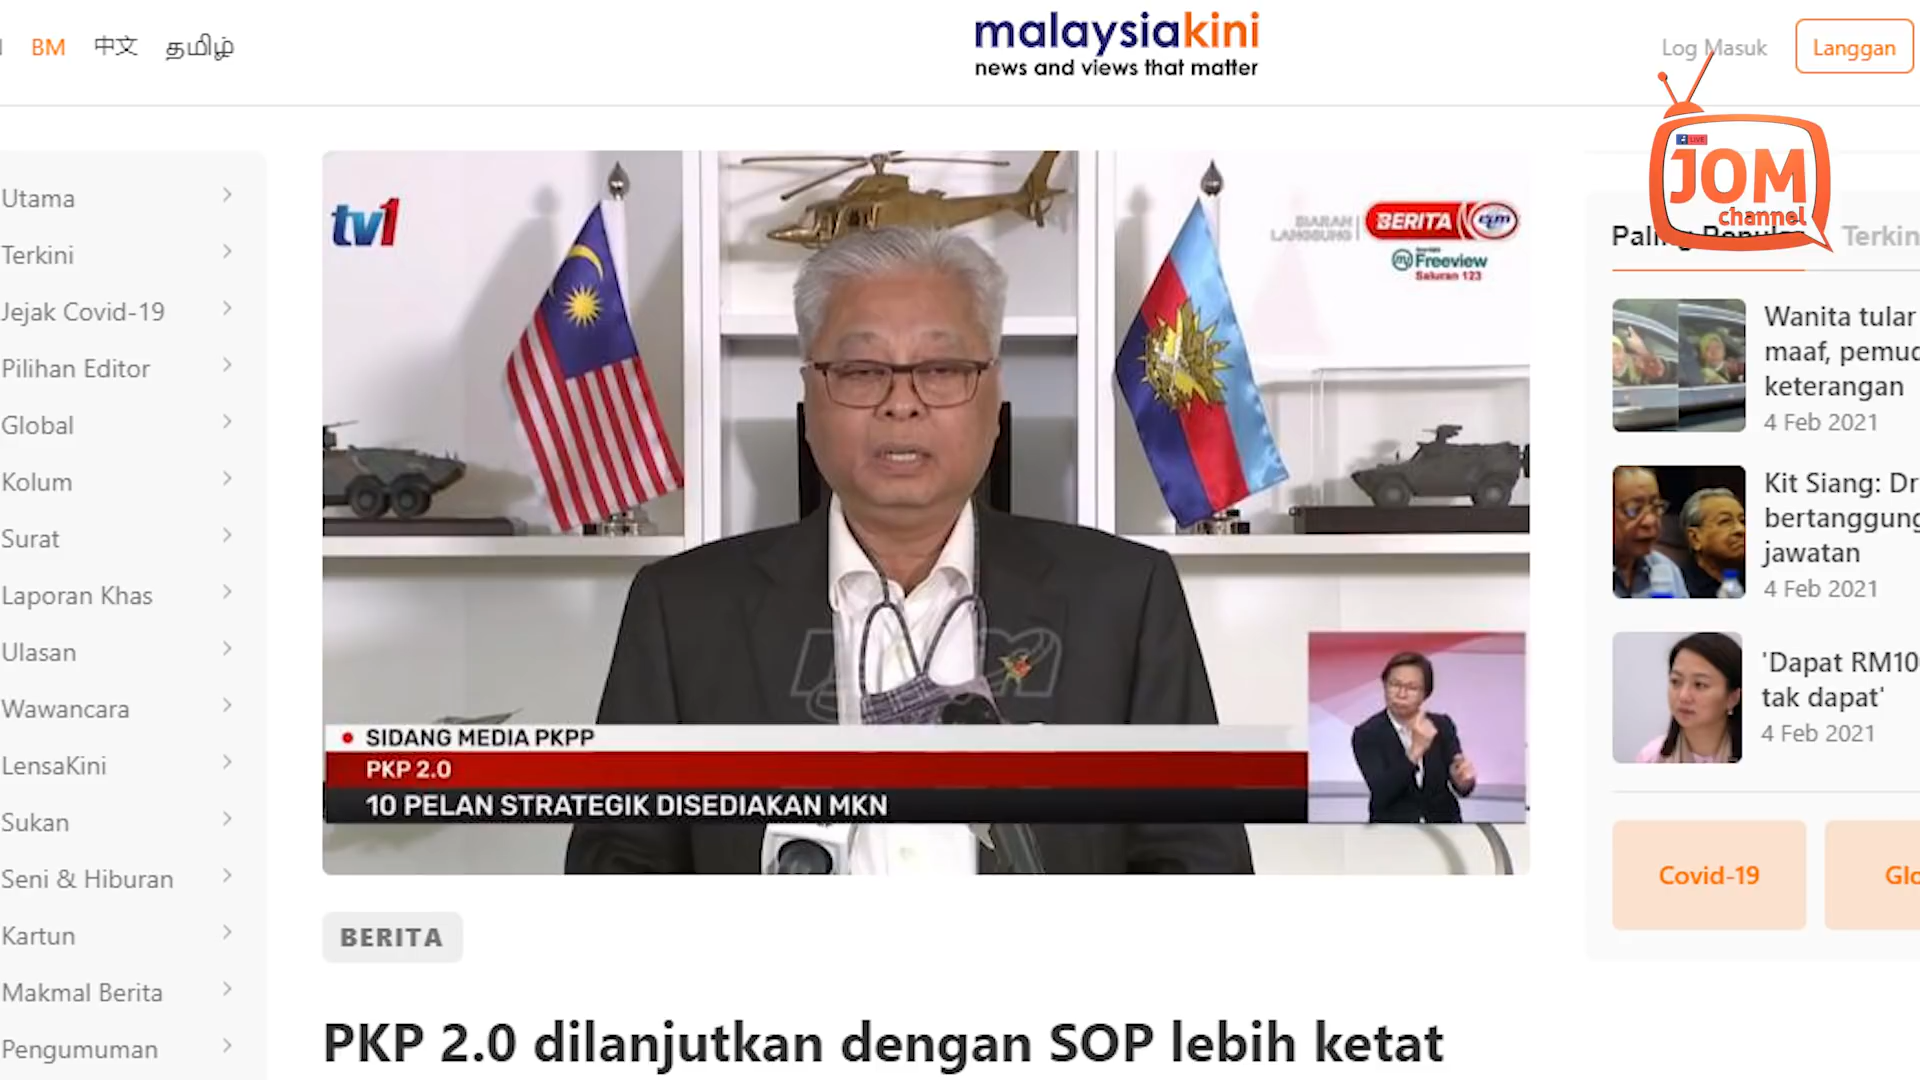 BM 中文 தமிழ்
malaysiakini
news and views that matter
Log Masuk
Langgan
LIVE
JOM
channel
Utama
Terkini
Jejak Covid-19
Pilihan Editor
Global
Kolum
Surat
Laporan Khas
Ulasan
Wawancara
LensaKini
Sukan
Seni & Hiburan
Kartun
Makmal Berita
Pengumuman
tv1
SIARAN
LANGSUNG
BERITA
Freeview
Saluran 123
SIDANG MEDIA PKPP
PKP 2.0
10 PELAN STRATEGIK DISEDIAKAN MKN
BERITA
PKP 2.0 dilanjutkan dengan SOP lebih ketat
Terkin
Wanita tular
maaf, pemud
keterangan
4 Feb 2021
Kit Siang: Dr
bertanggung
jawatan
4 Feb 2021
'Dapat RM10
tak dapat'
4 Feb 2021
Covid-19
Glo